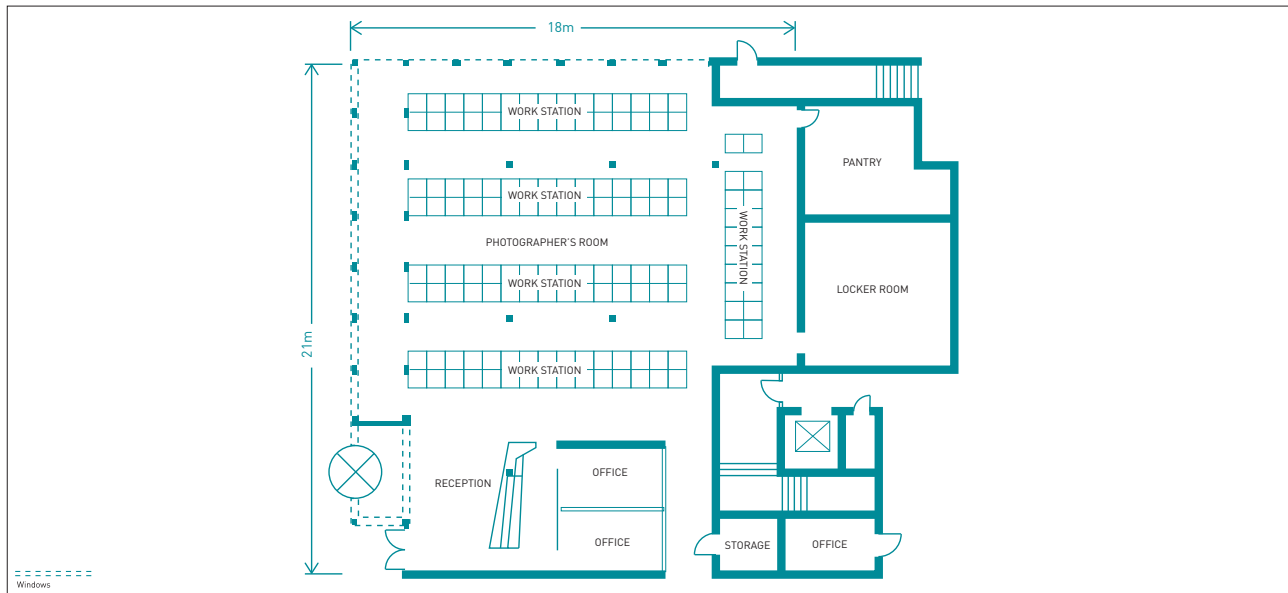 18m
21m
WORK STATION
PANTRY
WORK STATION
WORK STATION
PHOTOGRAPHER'S ROOM
WORK STATION
LOCKER ROOM
WORK STATION
RECEPTION
OFFICE
OFFICE
STORAGE
OFFICE
Windows